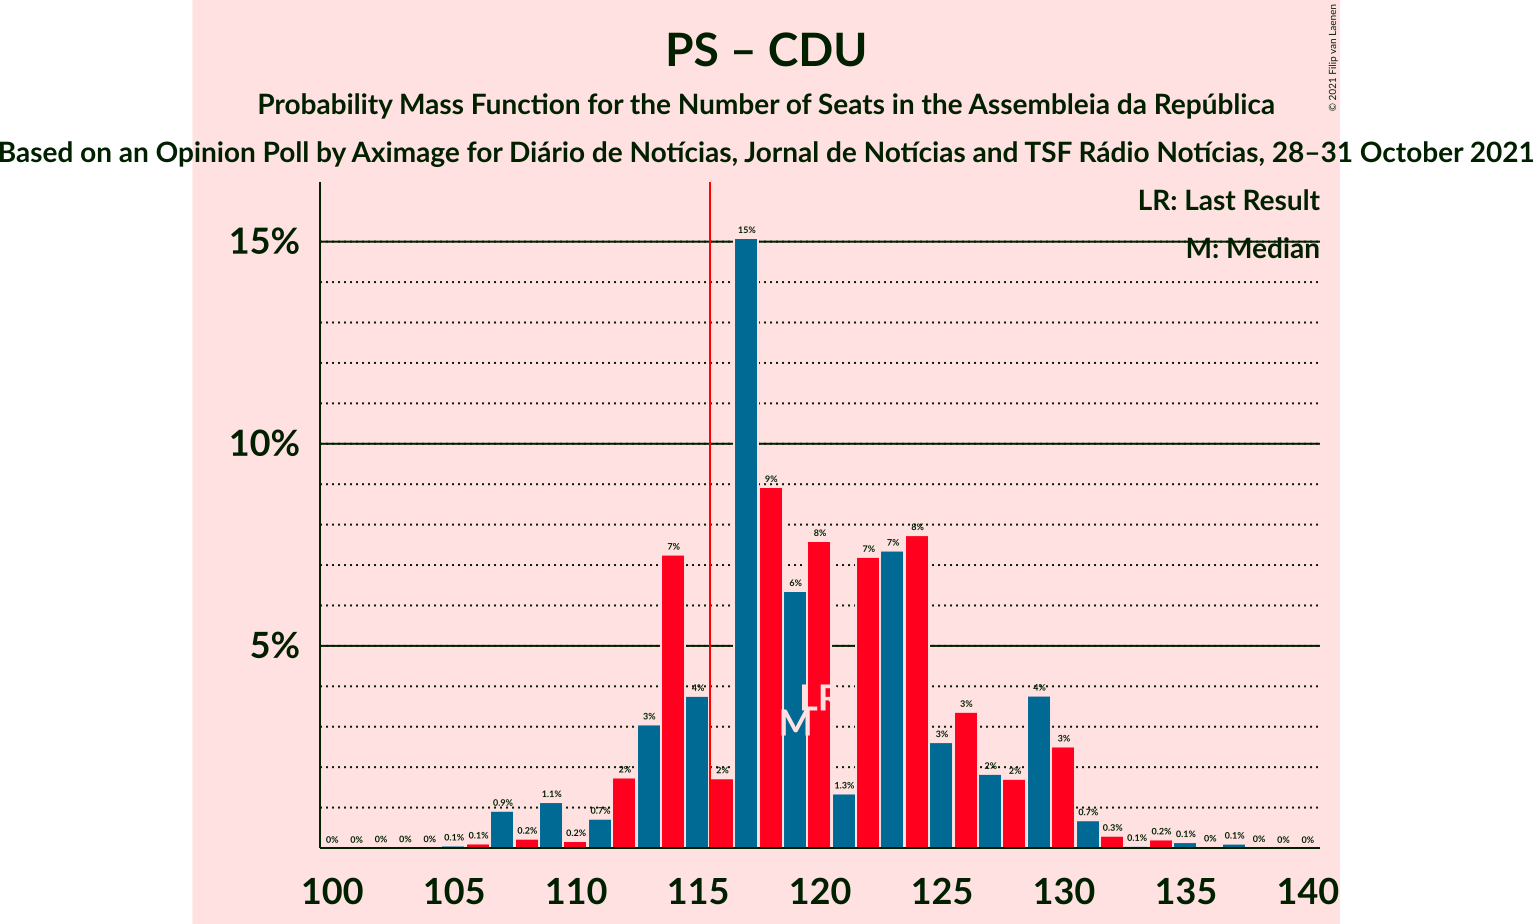 PS – CDU
Probability Mass Function for the Number of Seats in the Assembleia da República
Based on an Opinion Poll by Aximage for Diário de Notícias, Jornal de Notícias and TSF Rádio Notícias, 28–31 October 2021
© 2021 Filip van Laenen
LR: Last Result
M: Median
15%
10%
5%
0% 0% 0% 0% 0% 0.1% 0.1% 0.9% 0.2% 1.1% 0.2% 0.7% 2% 3% 7% 4% 2% 15% 9% 6% 8% 1.3% 7% 7% 8% 3% 3% 2% 2% 4% 3% 0.7% 0.3% 0.1% 0.2% 0.1% 0% 0.1% 0% 0% 0%
LR
M
100 105 110 115 120 125 130 135 140